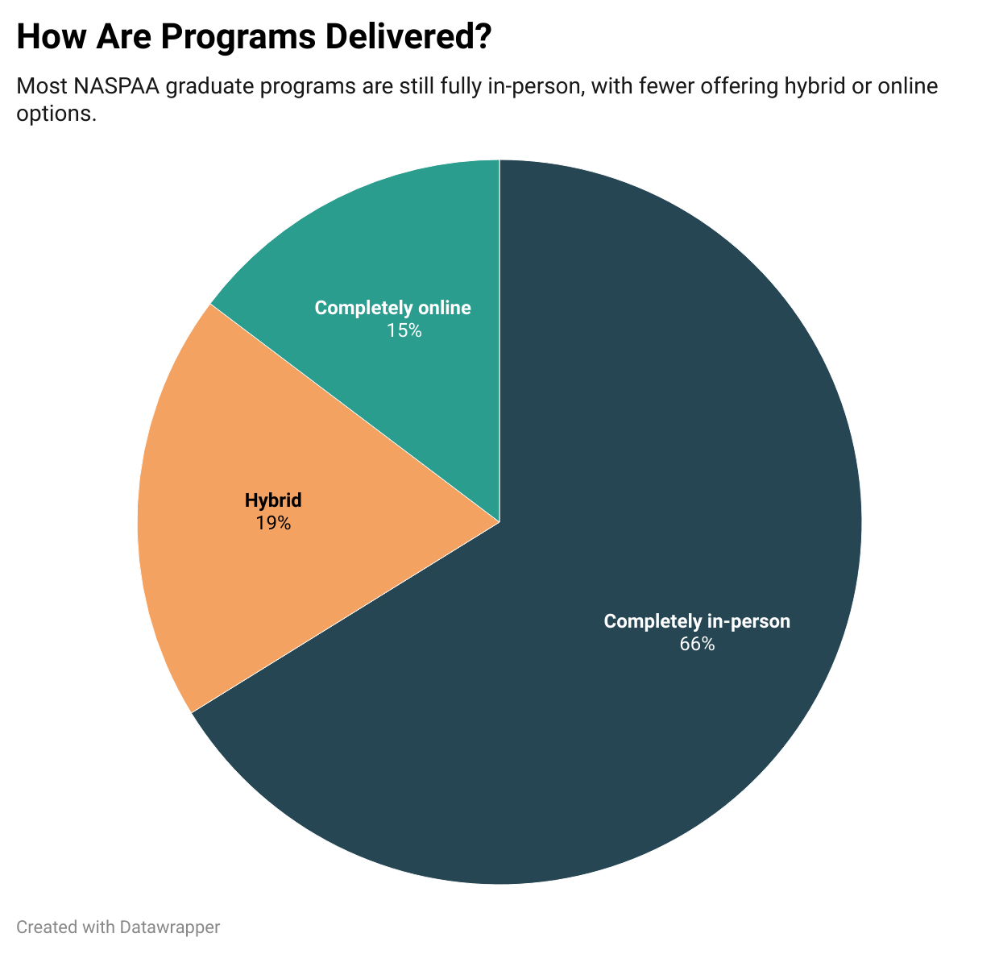 How Are Programs Delivered?
Most NASPAA graduate programs are still fully in-person, with fewer offering hybrid or online
options.
Completely online
15%
Hybrid
19%
Completely in-person
66%
Created with Datawrapper